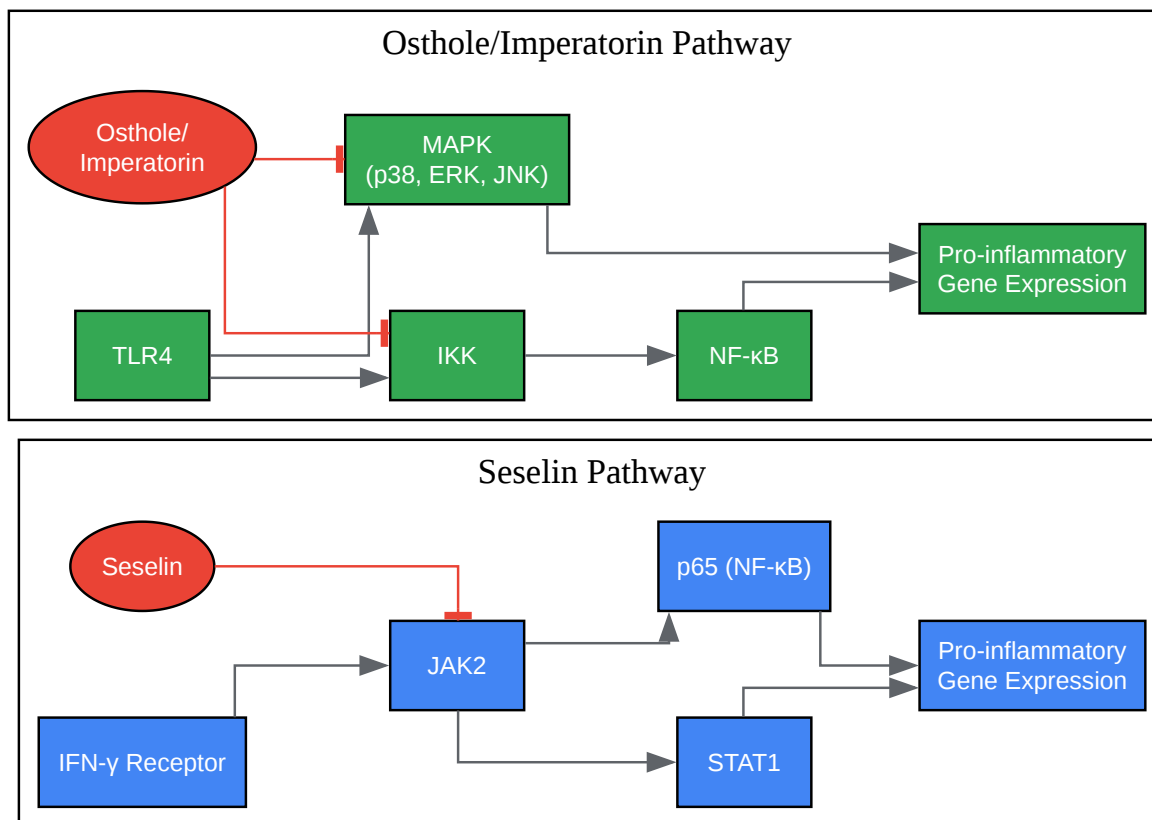 Osthole/Imperatorin Pathway
Osthole/
Imperatorin
MAPK
(p38, ERK, JNK)
Pro-inflammatory
Gene Expression
TLR4
IKK
NF-κB
Seselin Pathway
Seselin
p65 (NF-κB)
JAK2
Pro-inflammatory
Gene Expression
IFN-γ Receptor
STAT1